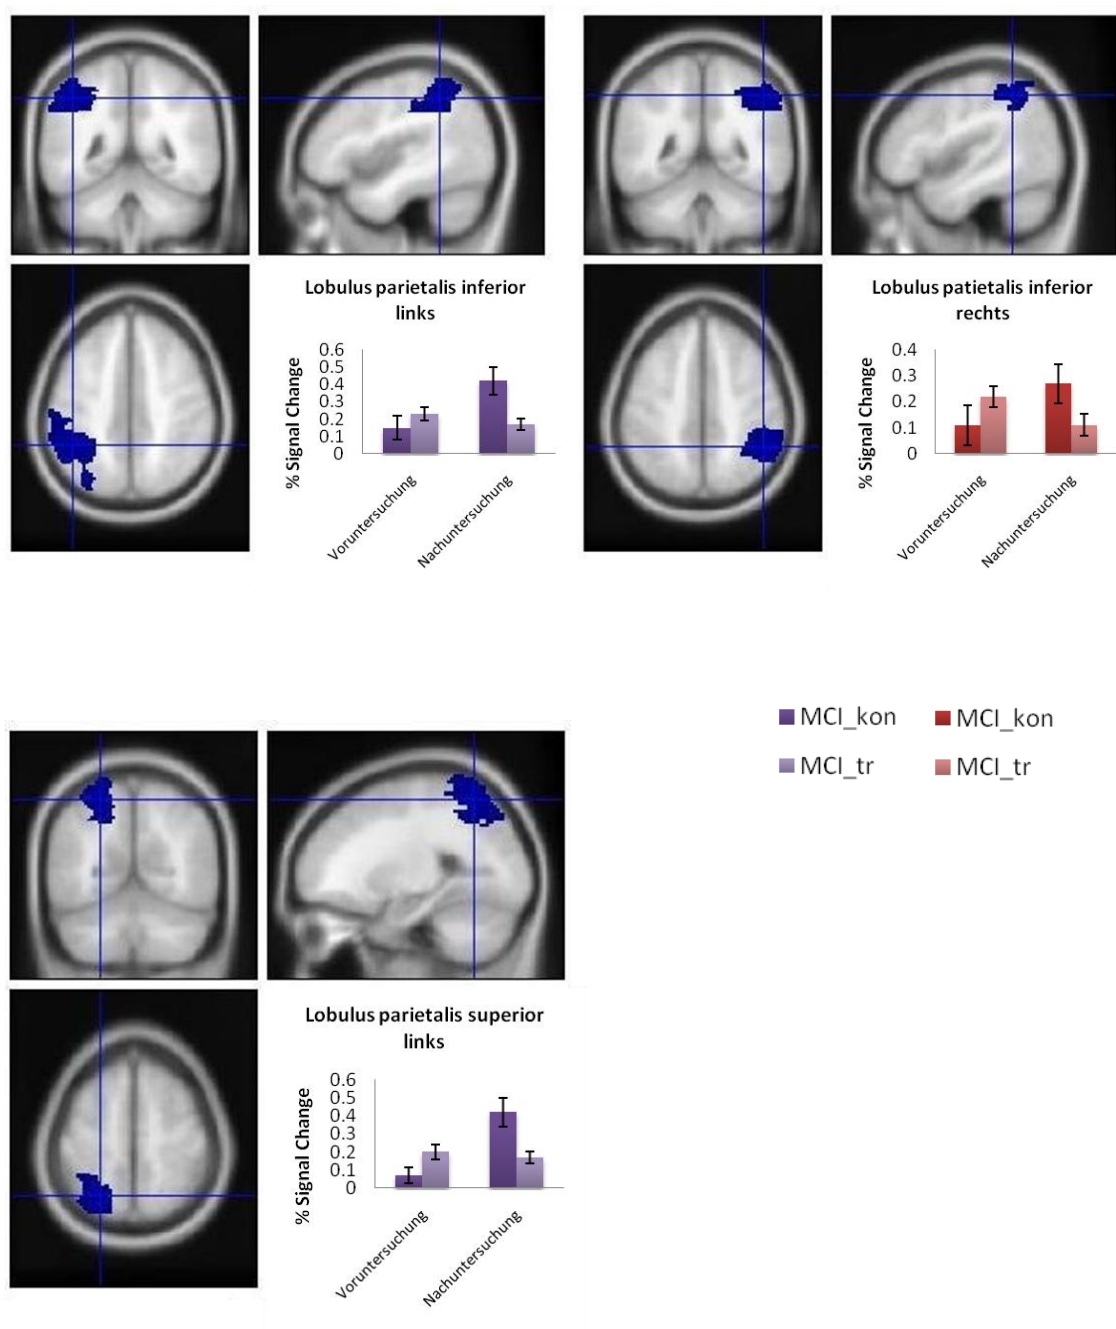 Lobulus parietalis inferior
links
% Signal Change
0.6
0.5
0.4
0.3
0.2
0.1
0
Voruntersuchung
Nachuntersuchung
Lobulus patietalis inferior
rechts
% Signal Change
0.4
0.3
0.2
0.1
0
Voruntersuchung
Nachuntersuchung
MCI_kon
MCI_kon
MCI_tr
MCI_tr
Lobulus parietalis superior
links
% Signal Change
0.6
0.5
0.4
0.3
0.2
0.1
0
Voruntersuchung
Nachuntersuchung